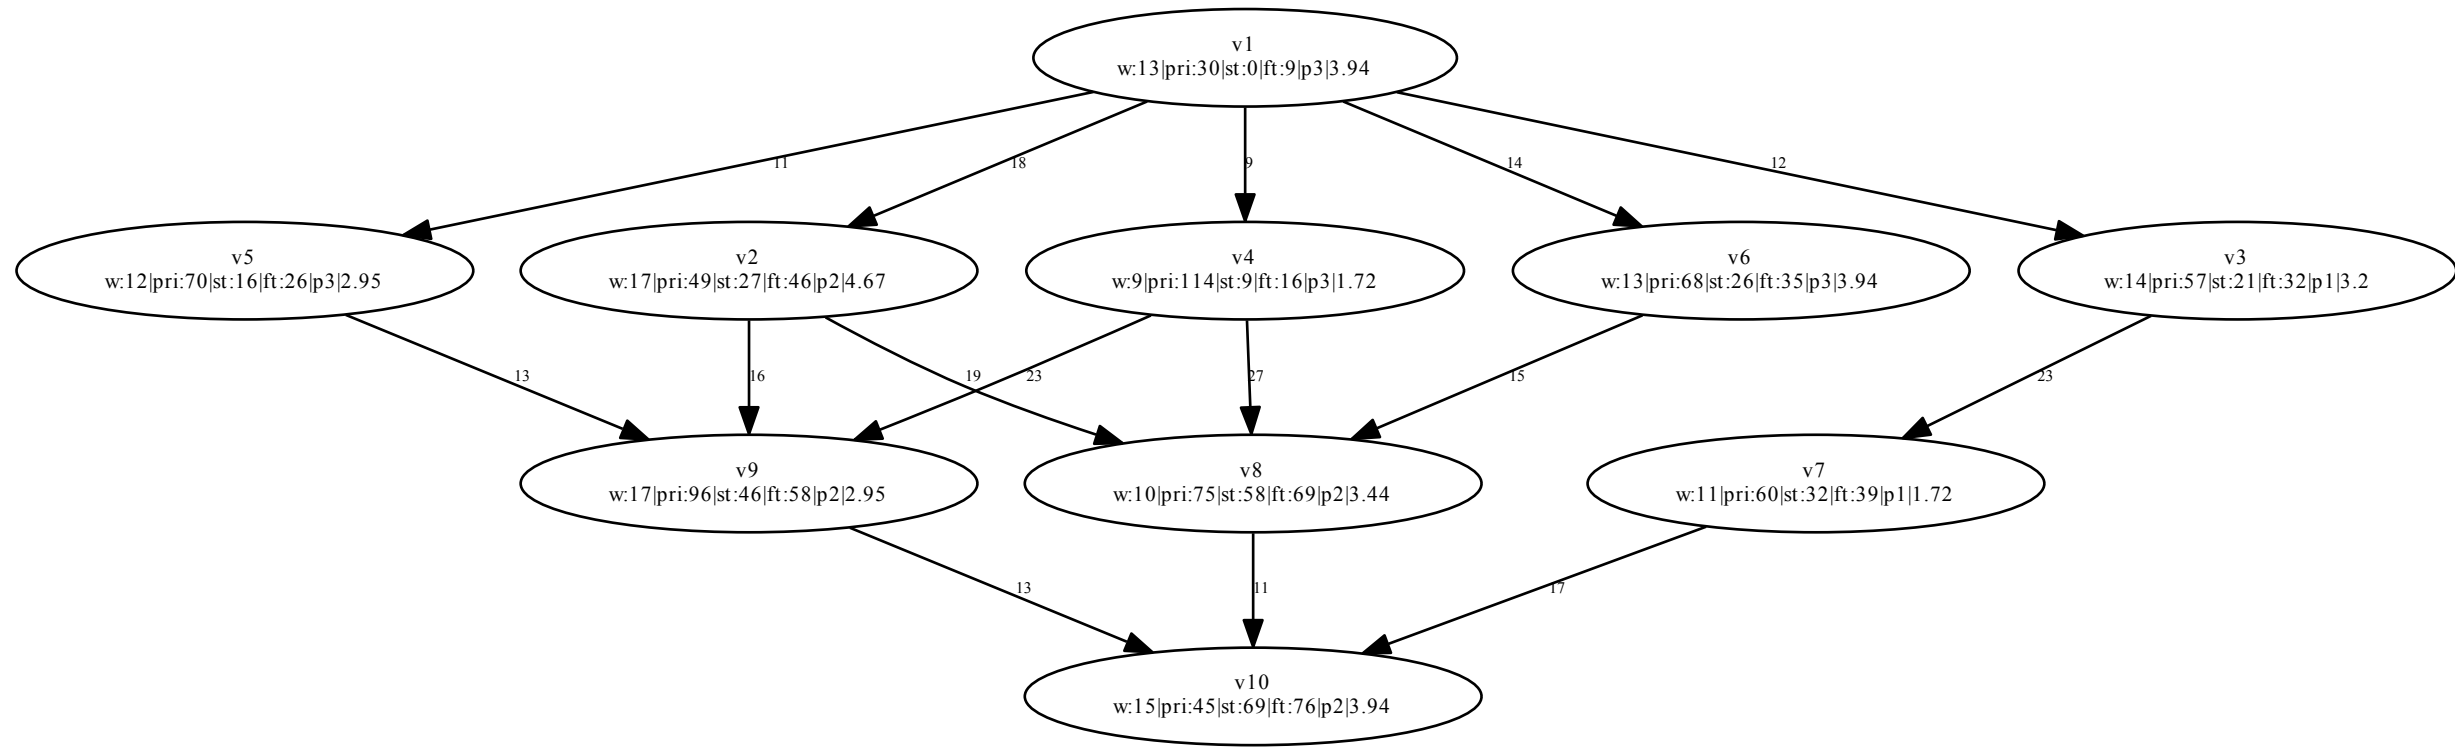 v1
w:13|pri:30|st:0|ft:9|p3|3.94
11
18
9
14
12
v5
w:12|pri:70|st:16|ft:26|p3|2.95
v2
w:17|pri:49|st:27|ft:46|p2|4.67
v4
w:9|pri:114|st:9|ft:16|p3|1.72
v6
w:13|pri:68|st:26|ft:35|p3|3.94
v3
w:14|pri:57|st:21|ft:32|p1|3.2
13
16
19
23
27
15
23
v9
w:17|pri:96|st:46|ft:58|p2|2.95
v8
w:10|pri:75|st:58|ft:69|p2|3.44
v7
w:11|pri:60|st:32|ft:39|p1|1.72
13
11
17
v10
w:15|pri:45|st:69|ft:76|p2|3.94